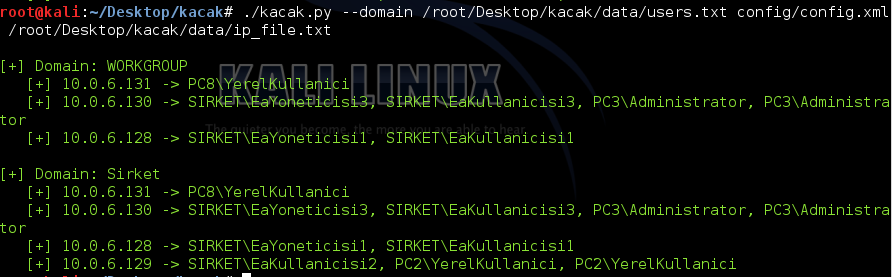 root@kali:~/Desktop/kacak# ./kacak.py --domain /root/Desktop/kacak/data/users.txt config/config.xml
/root/Desktop/kacak/data/ip_file.txt
[+] Domain: WORKGROUP
[+] 10.0.6.131 -> PC8\YerelKullanici
[+] 10.0.6.130 -> SIRKET\EaYoneticisi3, SIRKET\EaKullanicisi3, PC3\Administrator, PC3\Administra
tor
[+] 10.0.6.128 -> SIRKET\EaYoneticisi1, SIRKET\EaKullanicisi1
[+] Domain: Sirket
[+] 10.0.6.131 -> PC8\YerelKullanici
[+] 10.0.6.130 -> SIRKET\EaYoneticisi3, SIRKET\EaKullanicisi3, PC3\Administrator, PC3\Administra
tor
[+] 10.0.6.128 -> SIRKET\EaYoneticisi1, SIRKET\EaKullanicisi1
[+] 10.0.6.129 -> SIRKET\EaKullanicisi2, PC2\YerelKullanici, PC2\YerelKullanici
KALI LINUX
The quieter you become, the more you are able to hear